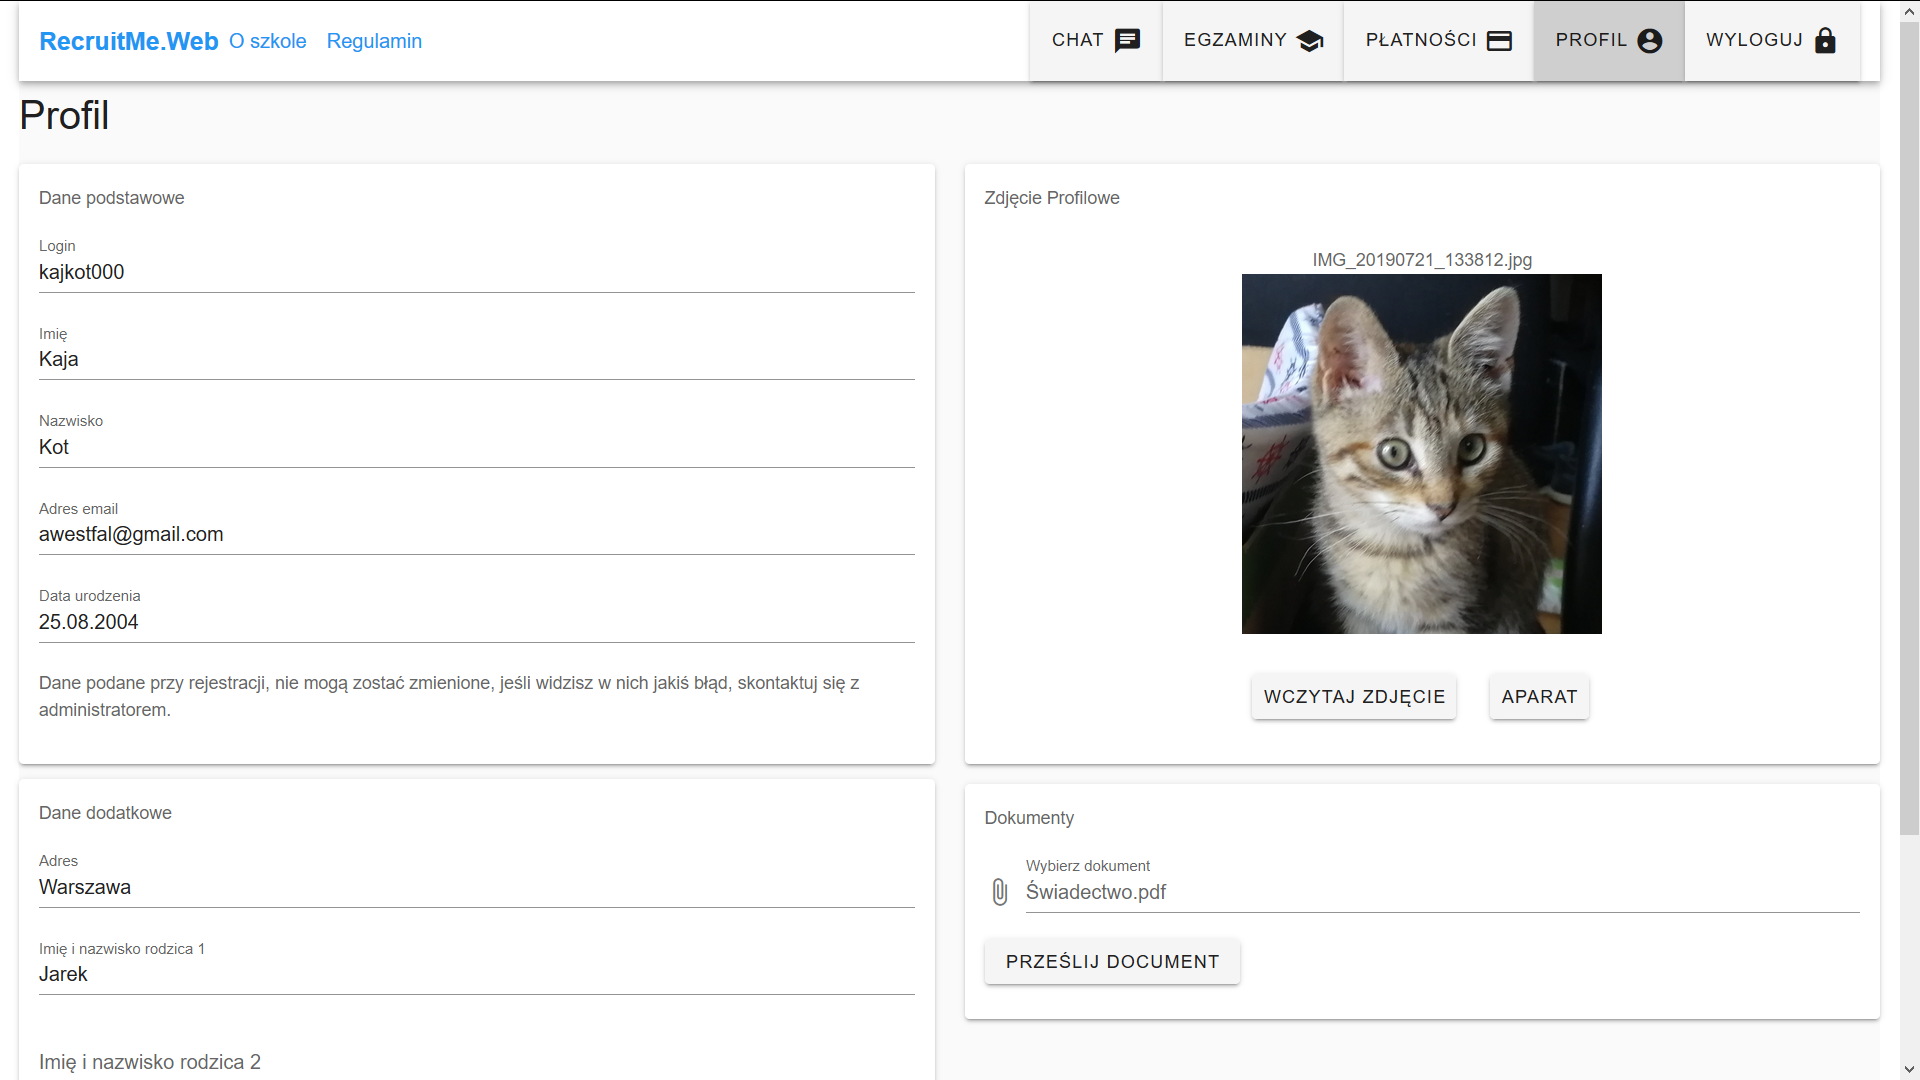 RecruitMe.Web O szkole Regulamin CHAT EGZAMINY PŁATNOŚCI PROFIL WYLOGUJ
Profil
Dane podstawowe
Login
kajkot000
Imię
Kaja
Nazwisko
Kot
Adres email
awestfal@gmail.com
Data urodzenia
25.08.2004
Dane podane przy rejestracji, nie mogą zostać zmienione, jeśli widzisz w nich jakiś błąd, skontaktuj się z
administratorem.
Zdjęcie Profilowe
IMG_20190721_133812.jpg
WCZYTAJ ZDJĘCIE APARAT
Dane dodatkowe
Adres
Warszawa
Imię i nazwisko rodzica 1
Jarek
Imię i nazwisko rodzica 2
Dokumenty
Wybierz dokument
Świadectwo.pdf
PRZEŚLIJ DOCUMENT